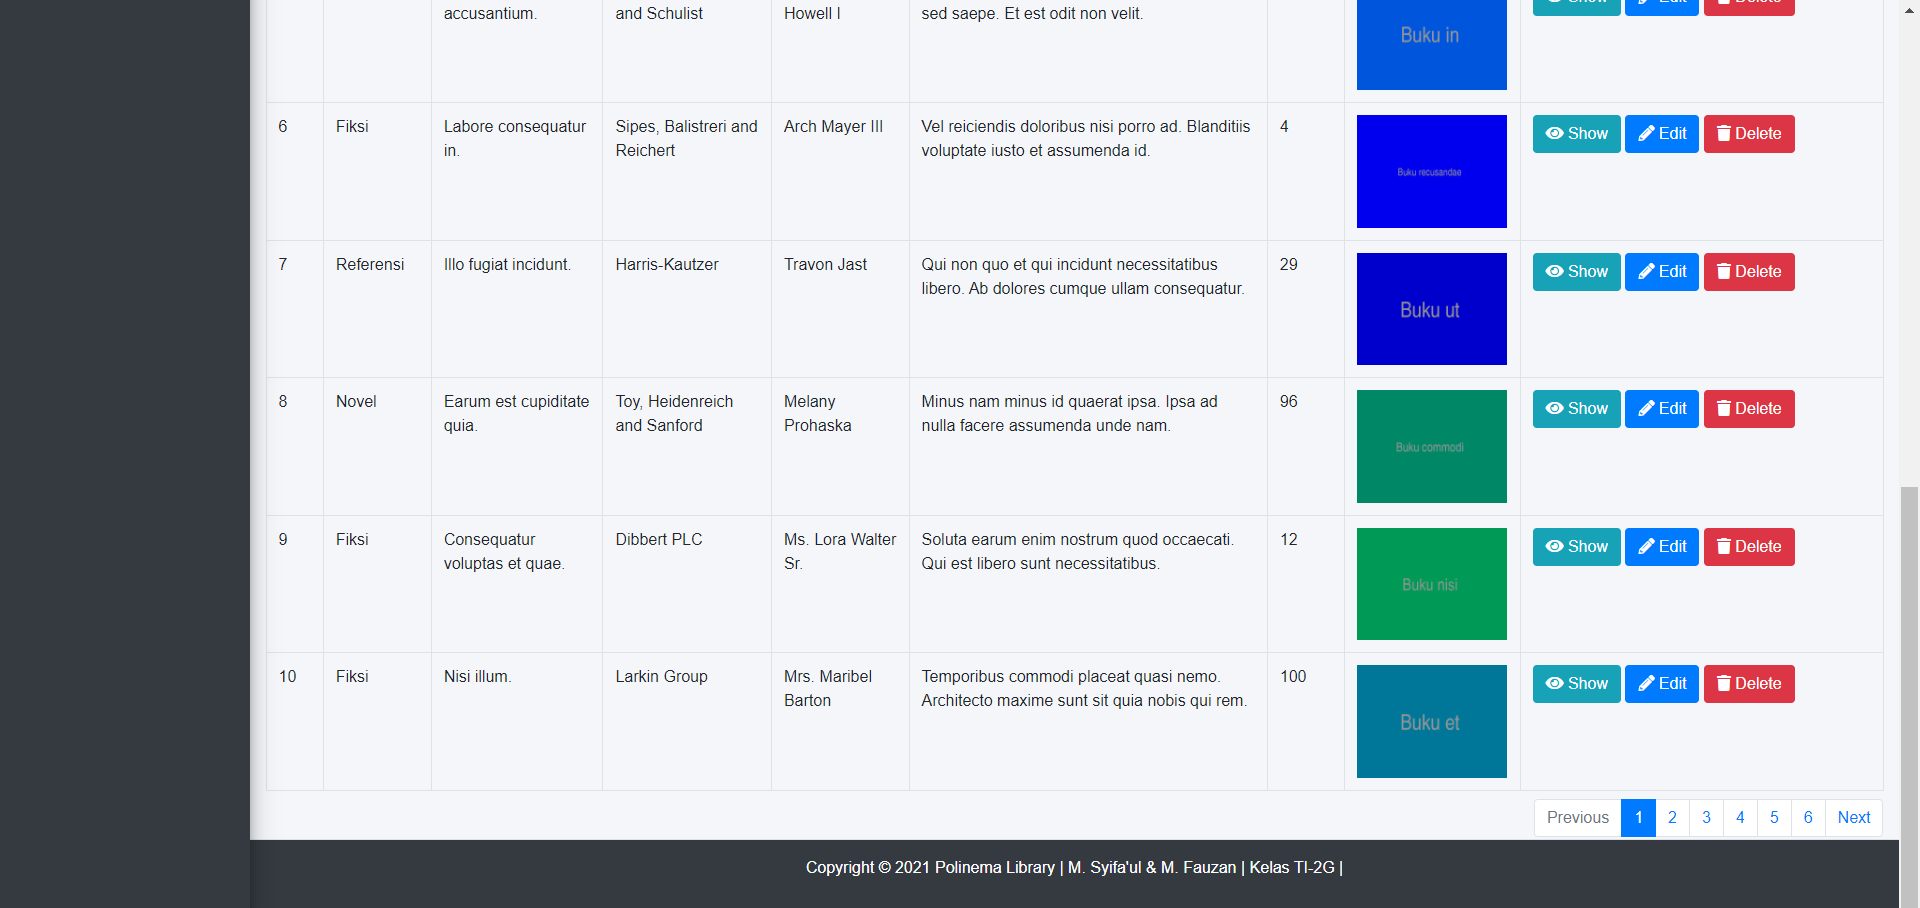 accusantium. and Schulist Howell I sed saepe. Et est odit non velit. Buku in Show Edit Delete
6 Fiksi Labore consequatur Sipes, Balistreri and Arch Mayer III Vel reiciendis doloribus nisi porro ad. Blanditiis 4 Show Edit Delete
in. Reichert voluptate iusto et assumenda id.
Buku recusandae
7 Referensi Illo fugiat incidunt. Harris-Kautzer Travon Jast Qui non quo et qui incidunt necessitatibus 29 Show Edit Delete
libero. Ab dolores cumque ullam consequatur.
Buku ut
8 Novel Earum est cupiditate Toy, Heidenreich Melany Minus nam minus id quaerat ipsa. Ipsa ad 96 Show Edit Delete
quia. and Sanford Prohaska nulla facere assumenda unde nam.
Buku commodi
9 Fiksi Consequatur Dibbert PLC Ms. Lora Walter Soluta earum enim nostrum quod occaecati. 12 Show Edit Delete
voluptas et quae. Sr. Qui est libero sunt necessitatibus.
Buku nisi
10 Fiksi Nisi illum. Larkin Group Mrs. Maribel Temporibus commodi placeat quasi nemo. 100 Show Edit Delete
Barton Architecto maxime sunt sit quia nobis qui rem.
Buku et
Previous 1 2 3 4 5 6 Next
Copyright © 2021 Polinema Library | M. Syifa'ul & M. Fauzan | Kelas TI-2G |